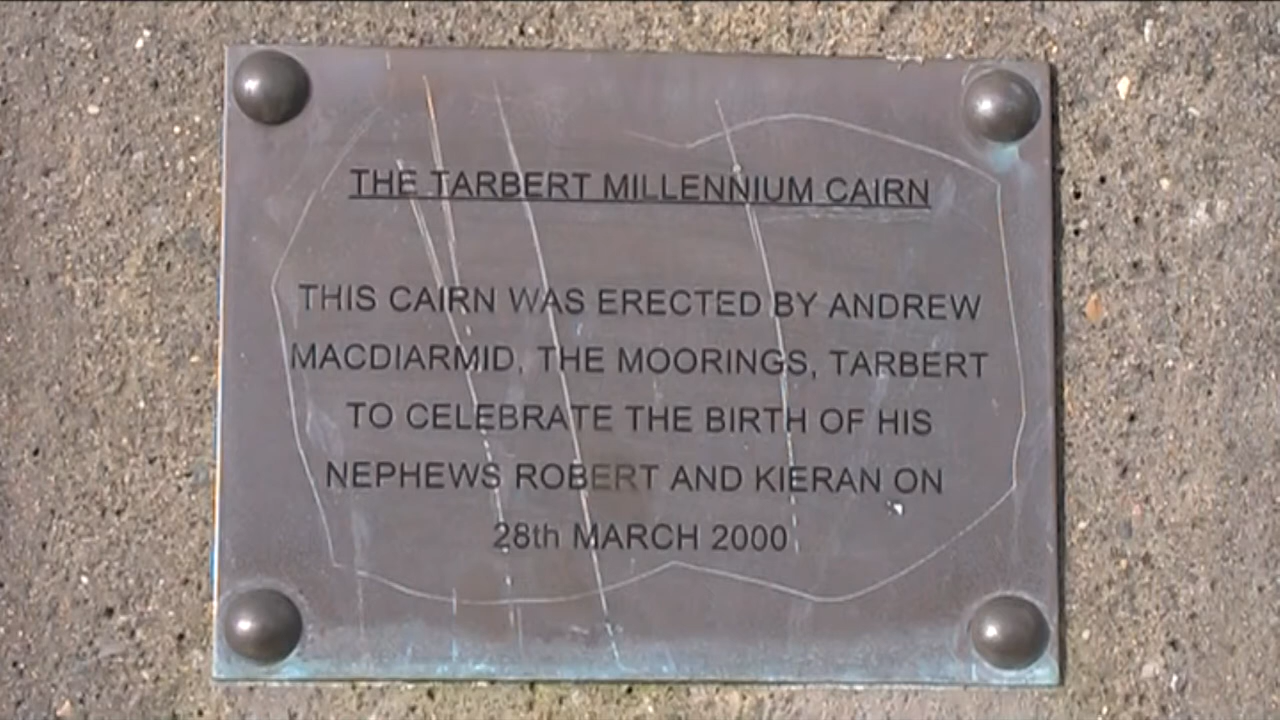 THE TARBERT MILLENNIUM CAIRN
THIS CAIRN WAS ERECTED BY ANDREW
MACDIARMID, THE MOORINGS, TARBERT
TO CELEBRATE THE BIRTH OF HIS
NEPHEWS ROBERT AND KIERAN ON
28th MARCH 2000